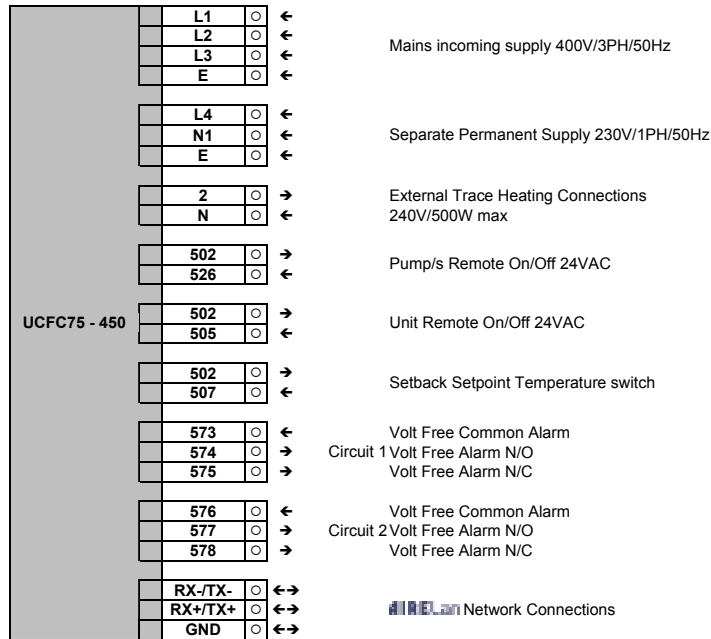 L1
L2
L3
E
Mains incoming supply 400V/3PH/50Hz
L4
N1
E
Separate Permanent Supply 230V/1PH/50Hz
2
N
External Trace Heating Connections
240V/500W max
502
526
Pump/s Remote On/Off 24VAC
UCFC75 - 450
502
505
Unit Remote On/Off 24VAC
502
507
Setback Setpoint Temperature switch
573 Volt Free Common Alarm
574 Circuit 1 Volt Free Alarm N/O
575 Volt Free Alarm N/C
576 Volt Free Common Alarm
577 Circuit 2 Volt Free Alarm N/O
578 Volt Free Alarm N/C
RX-/TX-
RX+/TX+ Network Connections
GND